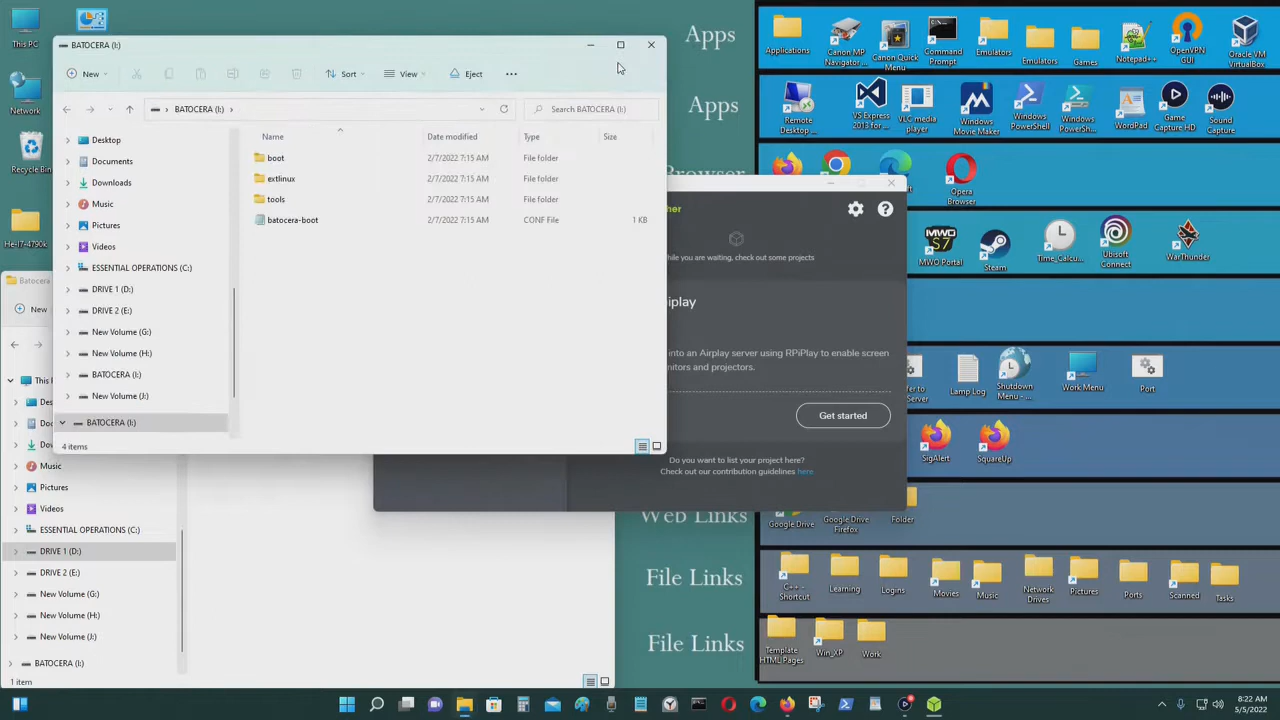 This PC
Network
Recycle Bin
He-I7-4790k
BATOCERA (I:)
New
Sort
View
Eject
BATOCERA (I:)
Search BATOCERA (I:)
Name
Date modified
Type
Size
Desktop
Documents
Downloads
Music
Pictures
Videos
ESSENTIAL OPERATIONS (C:)
DRIVE 1 (D:)
DRIVE 2 (E:)
New Volume (G:)
New Volume (H:)
BATOCERA (I:)
New Volume (J:)
BATOCERA (I:)
boot 2/7/2022 7:15 AM File folder
extlinux 2/7/2022 7:15 AM File folder
tools 2/7/2022 7:15 AM File folder
batocera-boot 2/7/2022 7:15 AM CONF File 1 KB
4 items
Batocera
New
Music
Pictures
Videos
ESSENTIAL OPERATIONS (C:)
DRIVE 1 (D:)
DRIVE 2 (E:)
New Volume (G:)
New Volume (H:)
New Volume (J:)
BATOCERA (I:)
1 item
her
hile you are waiting, check out some projects
iplay
into an Airplay server using RPiPlay to enable screen
nitors and projectors.
Get started
Do you want to list your project here?
Check out our contribution guidelines here
Apps
Apps
Browser
Web Links
File Links
File Links
Applications
Canon MP
Navigator ...
Canon Quick
Menu
Command
Prompt
Emulators
Emulators
Games
Notepad++
OpenVPN
GUI
Oracle VM
VirtualBox
Remote
Desktop ...
VS Express
2013 for ...
VLC media
player
Windows
Movie Maker
Windows
PowerShell
Windows
PowerSh...
WordPad
Game
Capture HD
Sound
Capture
Opera
Browser
MWO Portal
Steam
Time_Calcu...
Ubisoft
Connect
WarThunder
fer to
Server
Lamp Log
Shutdown
Menu - ...
Work Menu
Port
SigAlert
SquareUp
Google Drive
Google Drive
Firefox
Folder
C++ -
Shortcut
Learning
Logins
Movies
Music
Network
Drives
Pictures
Ports
Scanned
Tasks
Template
HTML Pages
Win_XP
Work
8:22 AM
5/5/2022